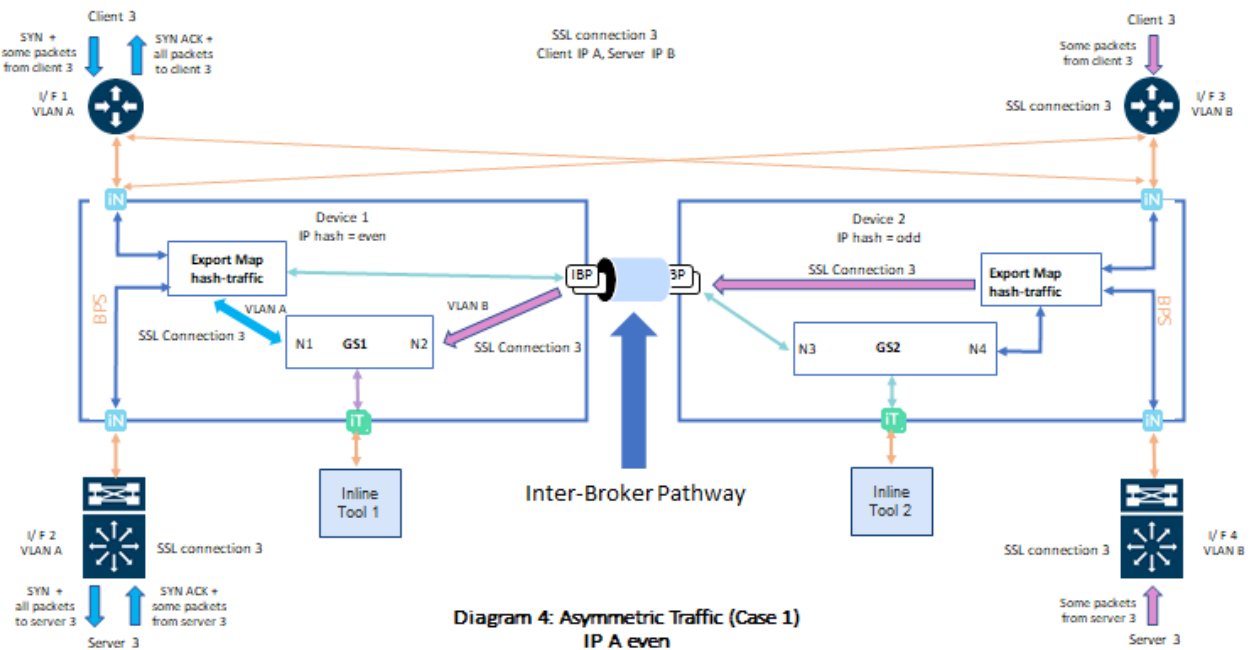 Client 3
SYN +
some packets
from client 3
SYN ACK +
all packets
to client 3
SSL connection 3
Client IP A, Server IP B
Client 3
Some packets
from client 3
I/ F 1
VLAN A
SSL connection 3
I/ F 3
VLAN B
iN
iN
Device 1
IP hash = even
Device 2
IP hash = odd
Export Map
hash-traffic
IBP
BP
SSL Connection 3
Export Map
hash-traffic
BPS
VLAN A
VLAN B
BPS
SSL Connection 3
N1 GS1 N2
SSL Connection 3
N3 GS2 N4
iN
iT
iT
iN
Inline
Tool 1
Inter-Broker Pathway
Inline
Tool 2
I/ F 2
VLAN A
SSL connection 3
SSL connection 3
I/ F 4
VLAN B
SYN +
all packets
to server 3
SYN ACK +
some packets
from server 3
Some packets
from server 3
Server 3
Server 3
Diagram 4: Asymmetric Traffic (Case 1)
IP A even